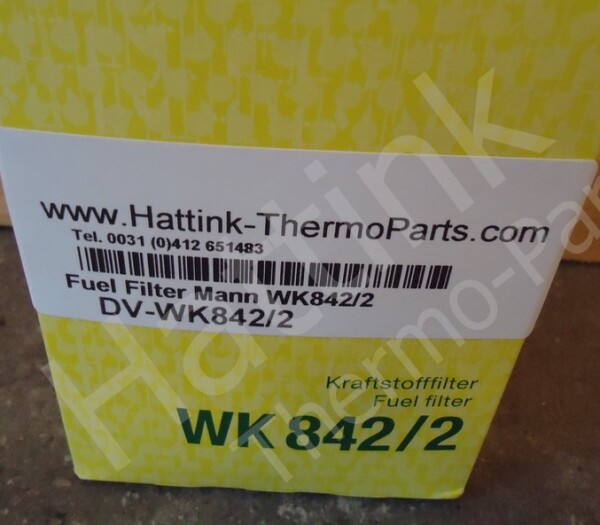 www.Hattink-ThermoParts.com
Tel. 0031 (0)412 651483
Fuel Filter Mann WK842/2
DV-WK842/2
Kraftstofffilter
Fuel filter
WK 842/2
Hattink
Thermo-Par